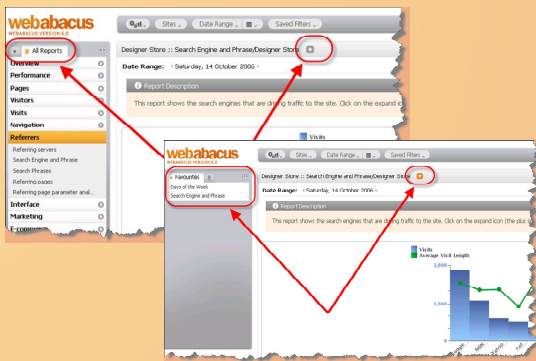 webabacus
WEBABACUS VERSION 5.0
Sites
Date Range
Saved Filters
All Reports
Designer Store :: Search Engine and Phrase/Designer Store
Overview
Date Range: Saturday, 14 October 2006
Performance
Pages
Report Description
Visitors
This report shows the search engines that are driving traffic to the site. Click on the expand
Visits
Navigation
Referrers
Visits
Referring servers
Search Engine and Phrase
Search Phrases
Referring pages
Referring page parameter anal...
Interface
Marketing
E-commerce
webabacus
WEBABACUS VERSION 5.0
Sites
Date Range
Saved Filters
Favourites
Days of the Week
Search Engine and Phrase
Designer Store :: Search Engine and Phrase/Designer Store
Date Range: Saturday, 14 October 2006
Report Description
This report shows the search engines that are driving traffic to the site. Click on the expand icon (the plus
Visits
Average Visit Length
2,000
1,000
0